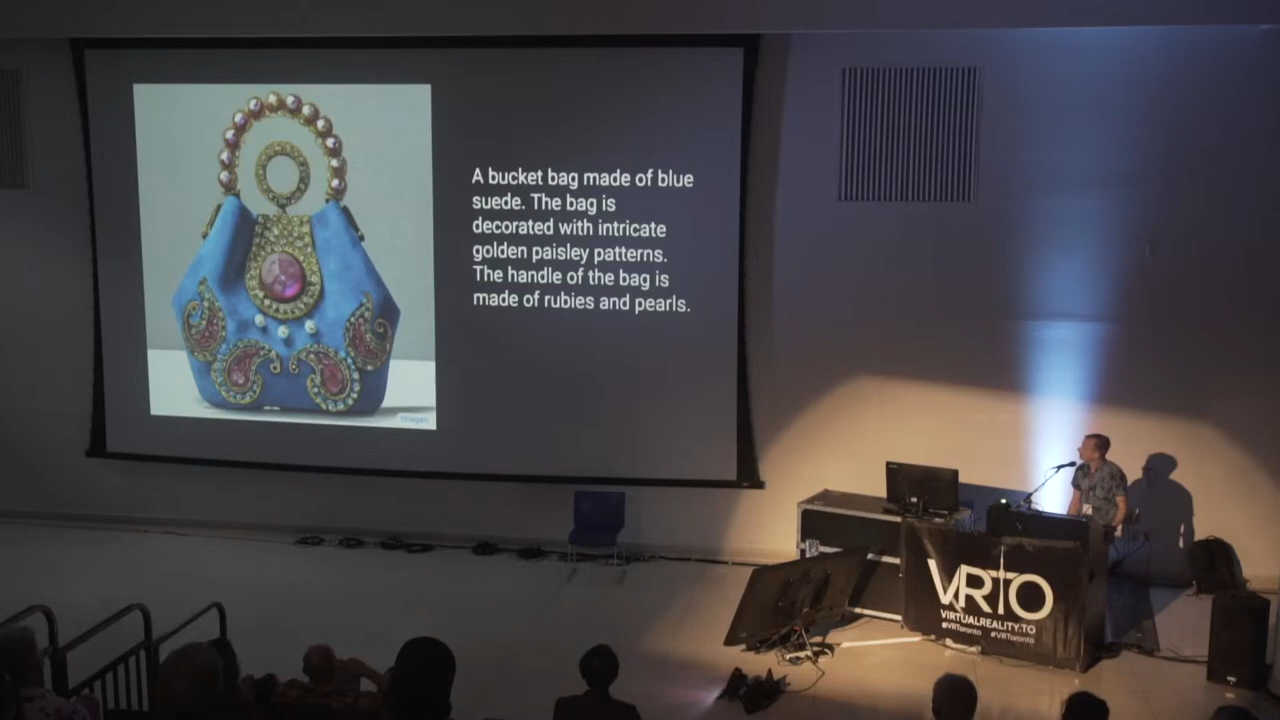 A bucket bag made of blue
suede. The bag is
decorated with intricate
golden paisley patterns.
The handle of the bag is
made of rubies and pearls.
Imagen
VRTO
VIRTUALREALITY.TO
@VRToronto #VRToronto